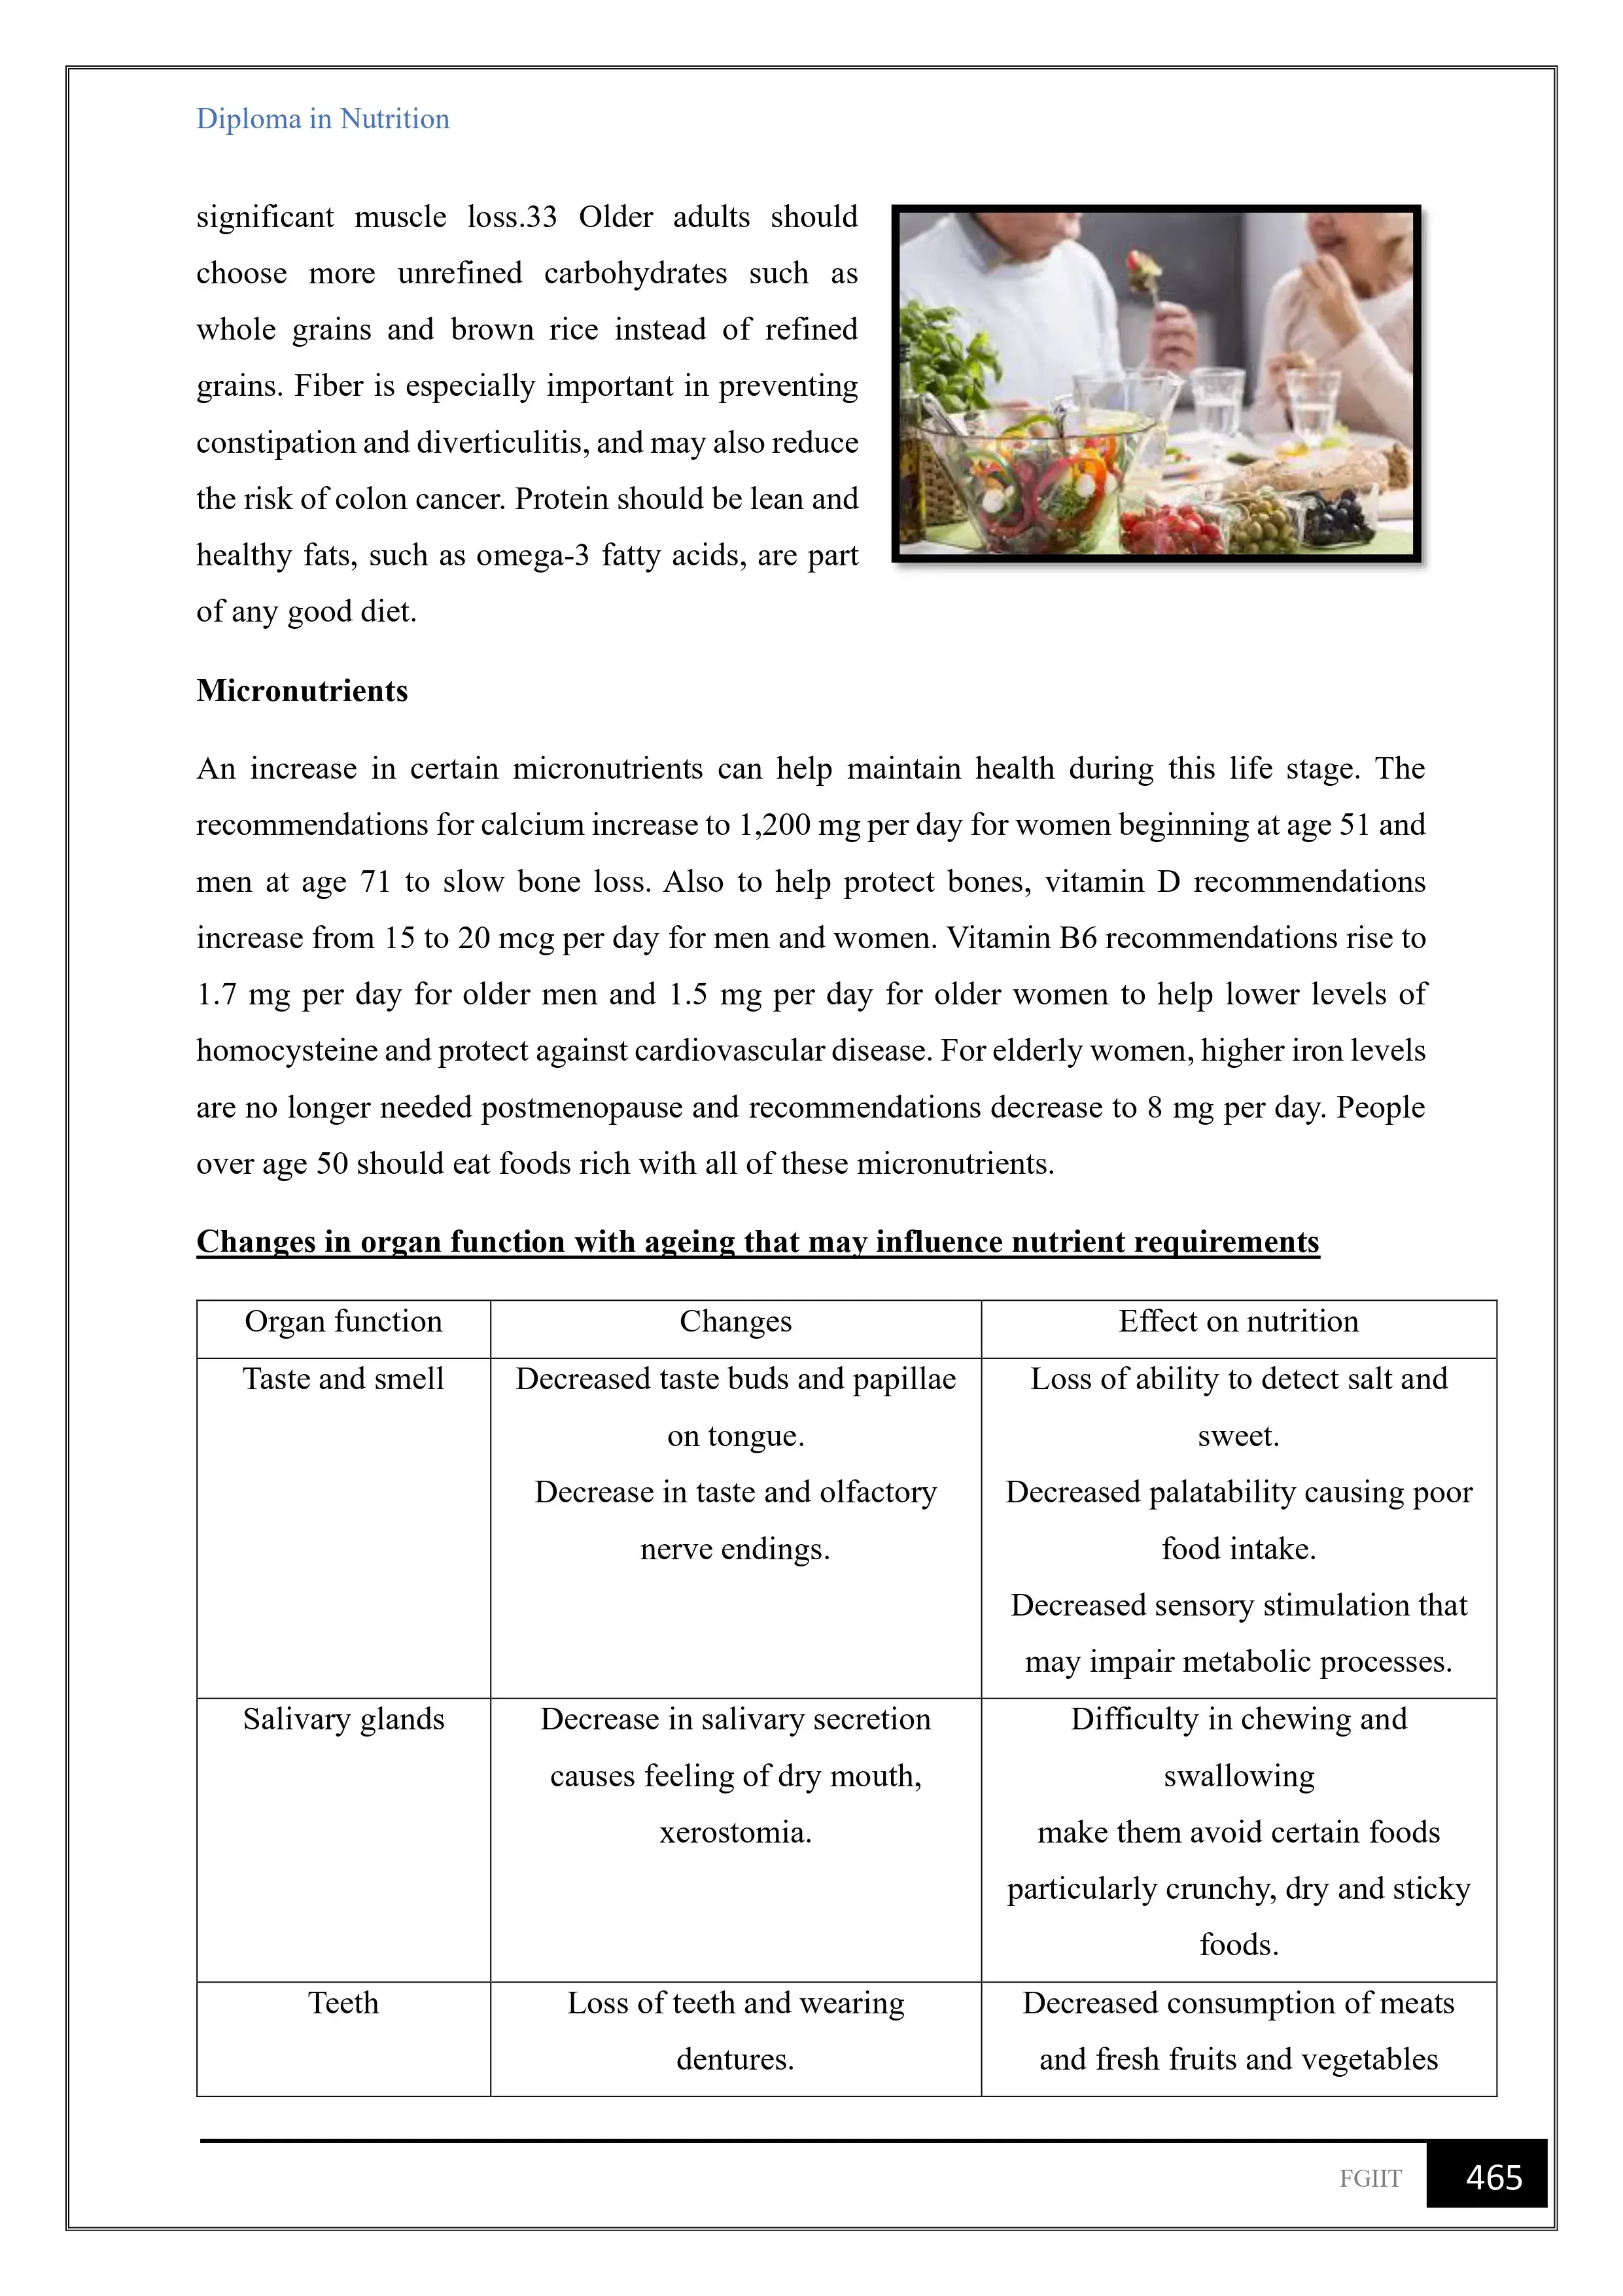 Diploma in Nutrition
significant muscle loss.33 Older adults should
choose more unrefined carbohydrates such as
whole grains and brown rice instead of refined
grains. Fiber is especially important in preventing
constipation and diverticulitis, and may also reduce
the risk of colon cancer. Protein should be lean and
healthy fats, such as omega-3 fatty acids, are part
of any good diet.
Micronutrients
An increase in certain micronutrients can help maintain health during this life stage. The
recommendations for calcium increase to 1,200 mg per day for women beginning at age 51 and
men at age 71 to slow bone loss. Also to help protect bones, vitamin D recommendations
increase from 15 to 20 mcg per day for men and women. Vitamin B6 recommendations rise to
1.7 mg per day for older men and 1.5 mg per day for older women to help lower levels of
homocysteine and protect against cardiovascular disease. For elderly women, higher iron levels
are no longer needed postmenopause and recommendations decrease to 8 mg per day. People
over age 50 should eat foods rich with all of these micronutrients.
Changes in organ function with ageing that may influence nutrient requirements
Organ function
Changes
Effect on nutrition
Taste and smell
Decreased taste buds and papillae
on tongue.
Decrease in taste and olfactory
nerve endings.
Loss of ability to detect salt and
sweet.
Decreased palatability causing poor
food intake.
Decreased sensory stimulation that
may impair metabolic processes.
Salivary glands
Decrease in salivary secretion
causes feeling of dry mouth,
xerostomia.
Difficulty in chewing and
swallowing
make them avoid certain foods
particularly crunchy, dry and sticky
foods.
Teeth
Loss of teeth and wearing
dentures.
Decreased consumption of meats
and fresh fruits and vegetables
FGIIT
465